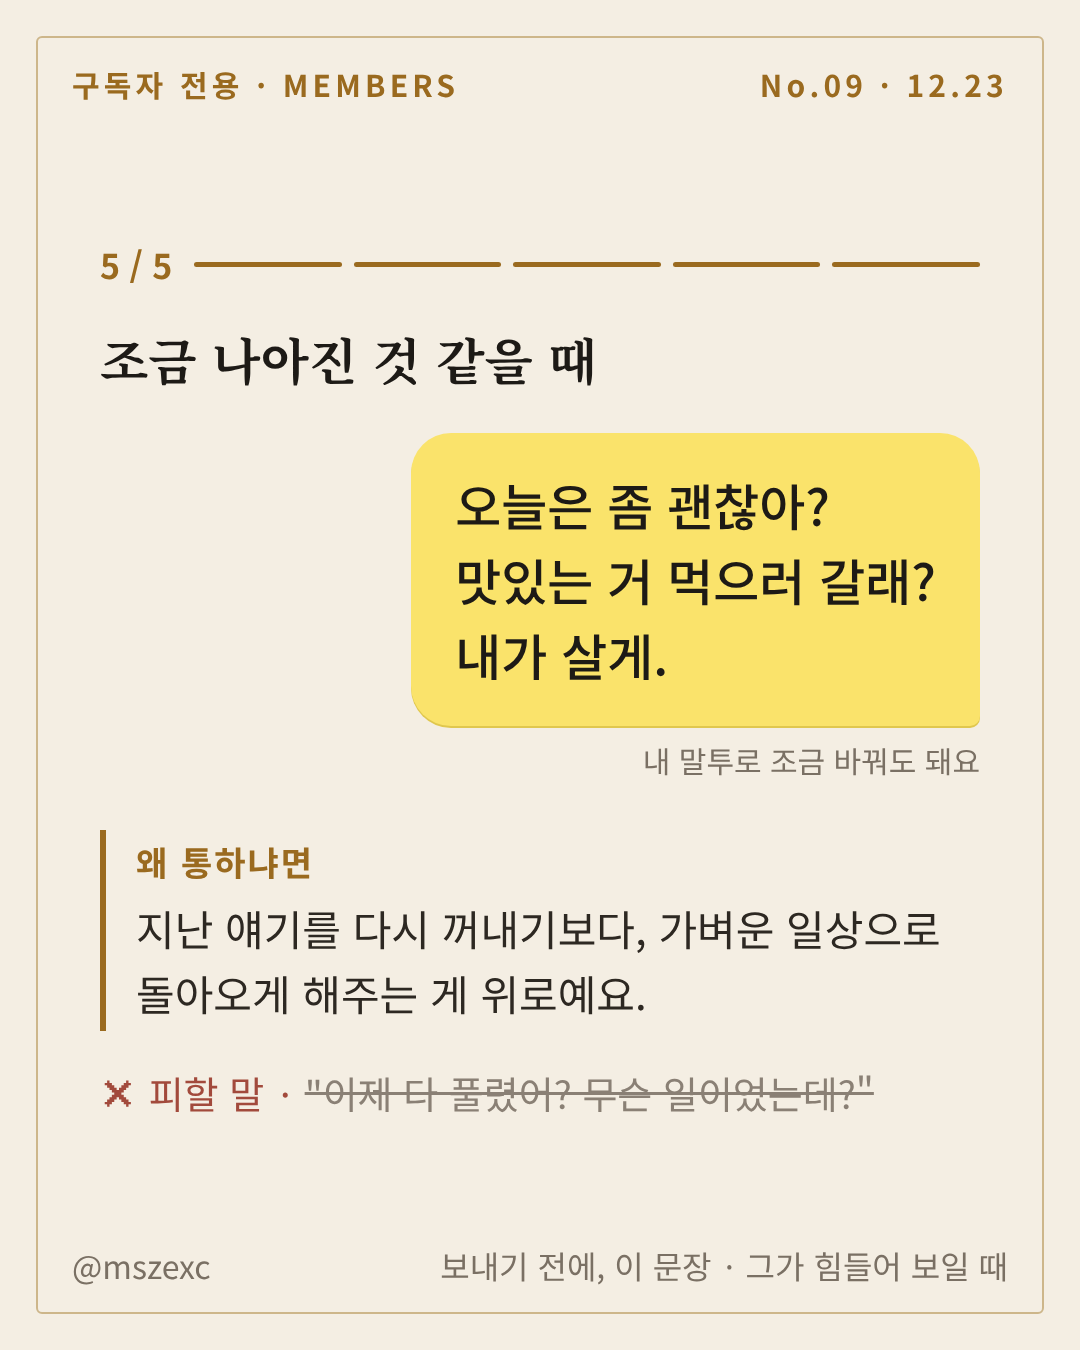 구독자 전용 · MEMBERS
No.09 · 12.23
5 / 5
조금 나아진 것 같을 때
오늘은 좀 괜찮아?
맛있는 거 먹으러 갈래?
내가 살게.
내 말투로 조금 바꿔도 돼요
왜 통하냐면
지난 얘기를 다시 꺼내기보다, 가벼운 일상으로
돌아오게 해주는 게 위로예요.
✕ 피할 말 · "이제 다 풀렸어? 무슨 일이었는데?"
@mszexc
보내기 전에, 이 문장 · 그가 힘들어 보일 때